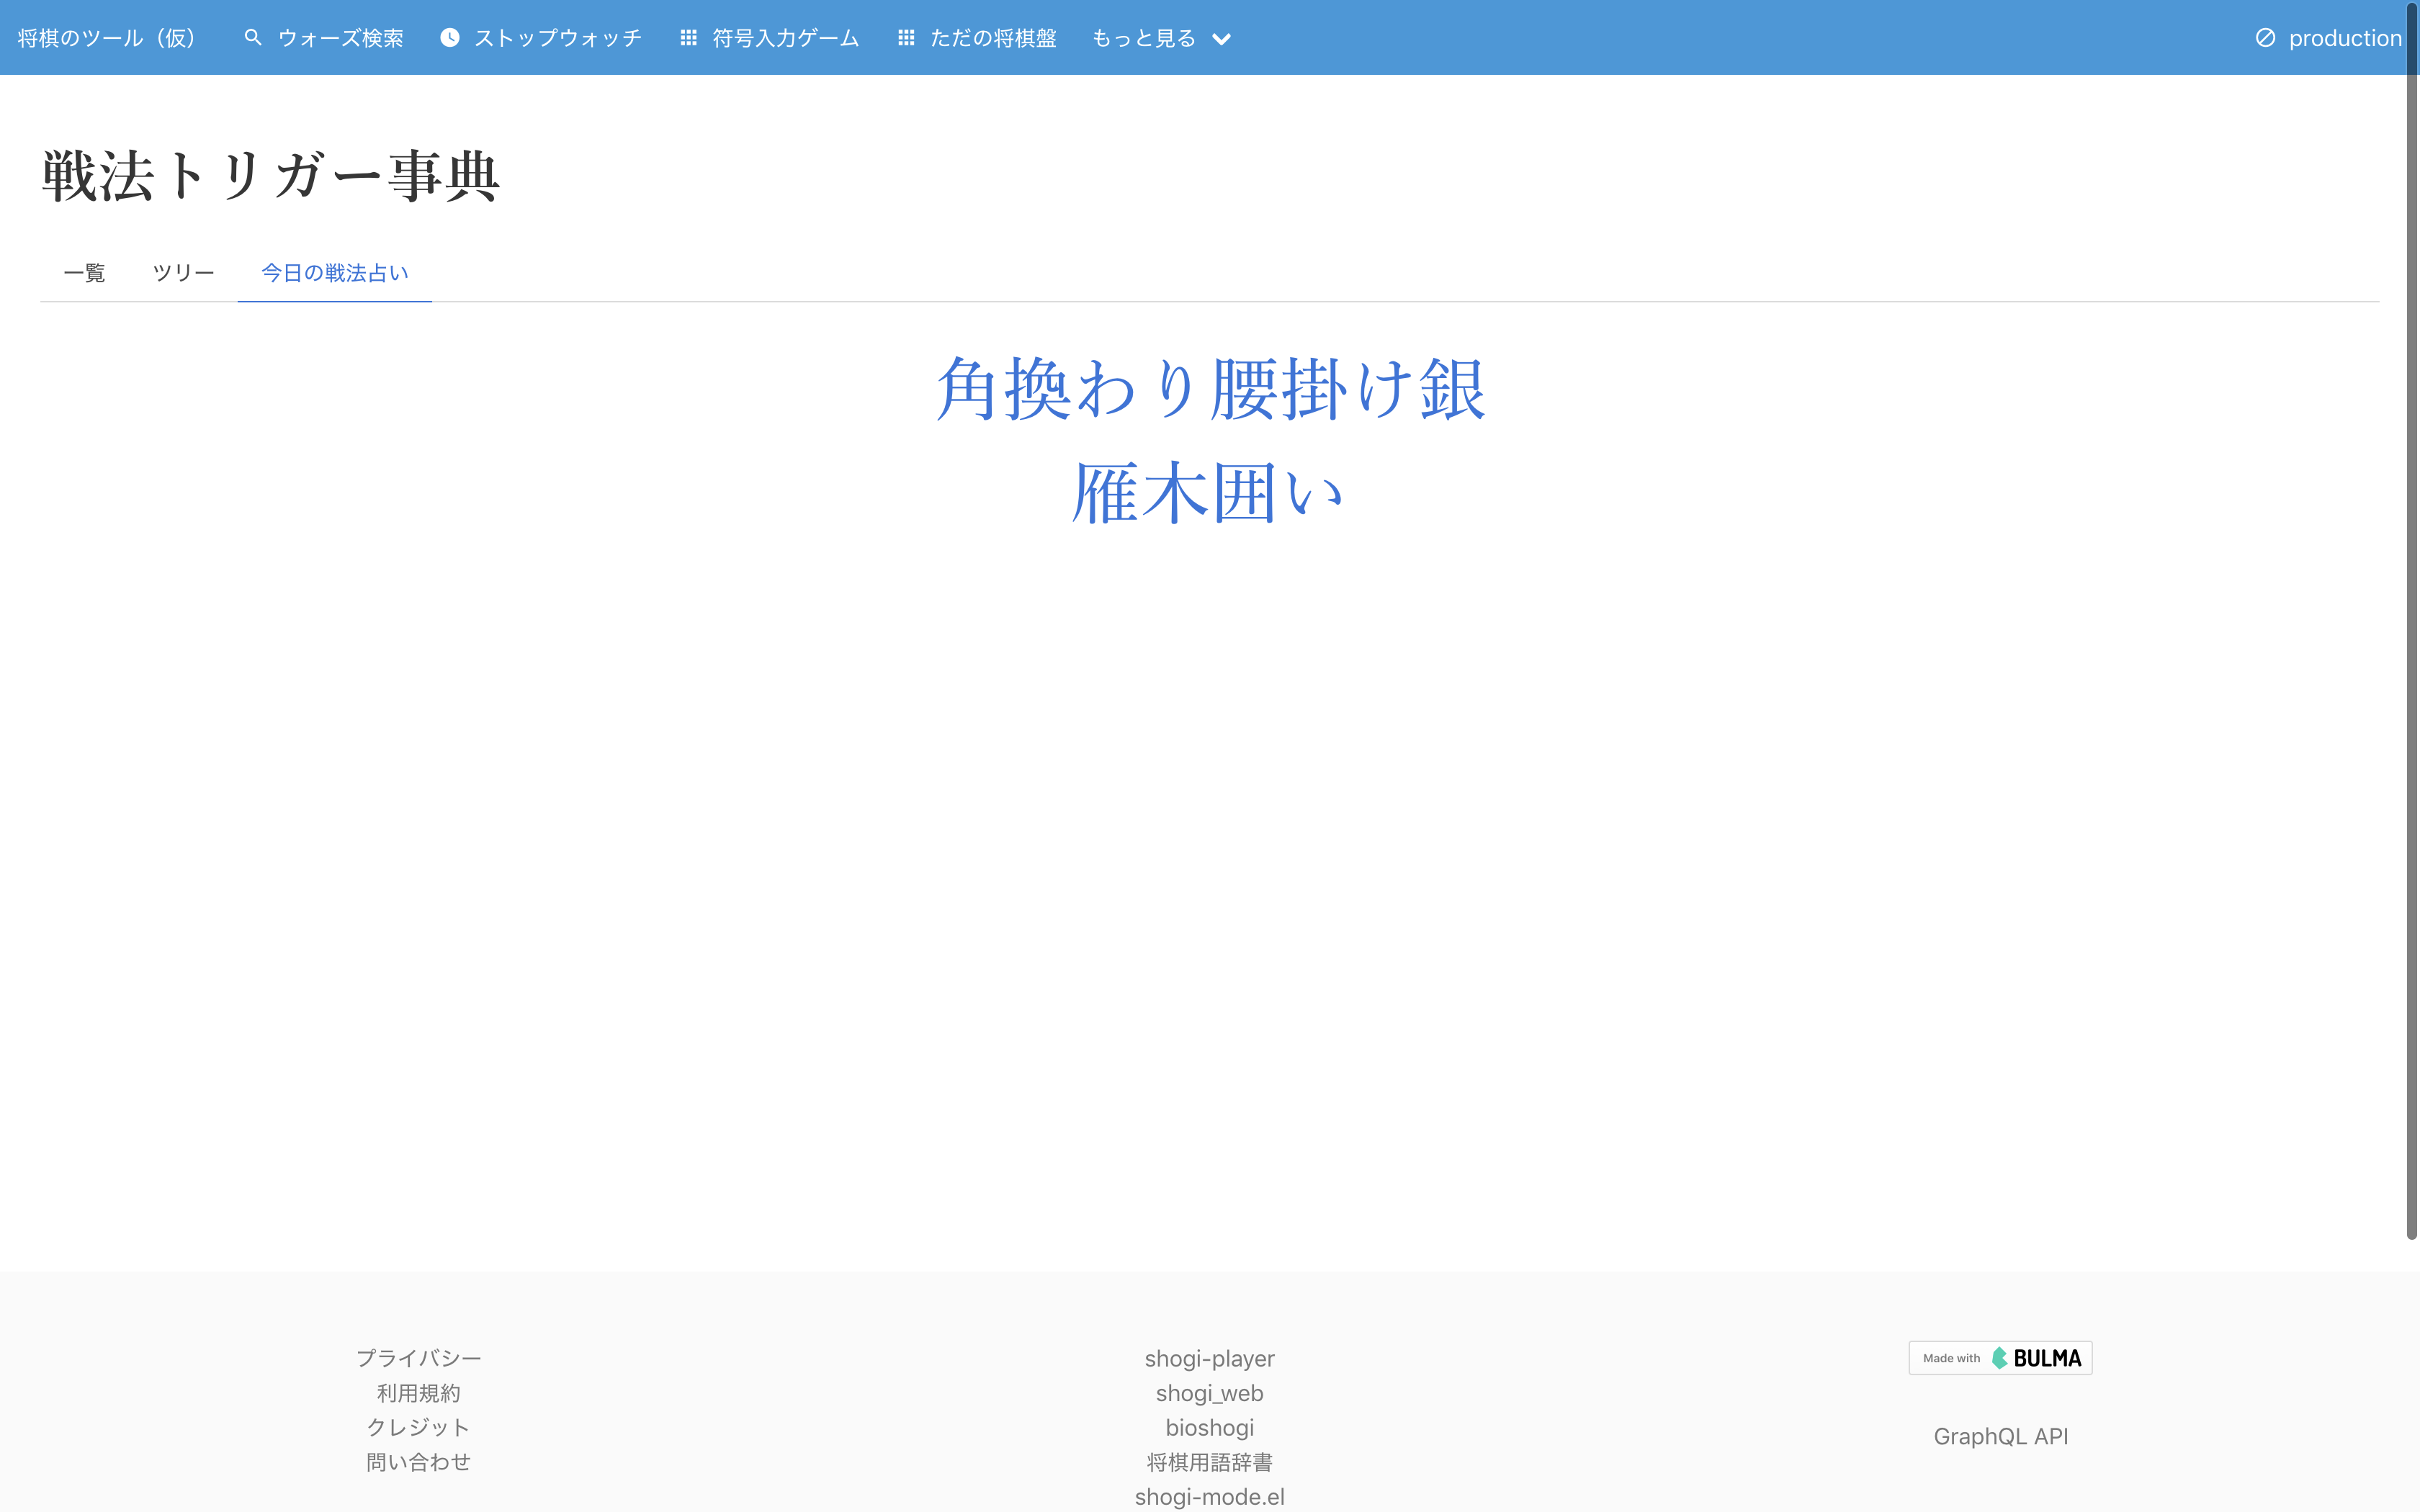 将棋のツール（仮） ウォーズ検索 ストップウォッチ 符号入力ゲーム ただの将棋盤 もっと見る production
戦法トリガー事典
一覧 ツリー 今日の戦法占い
角換わり腰掛け銀
雁木囲い
プライバシー
利用規約
クレジット
問い合わせ
shogi-player
shogi_web
bioshogi
将棋用語辞書
shogi-mode.el
Made with BULMA
GraphQL API